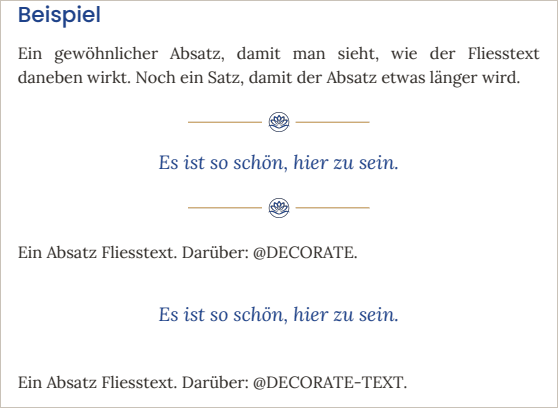 Beispiel
Ein gewöhnlicher Absatz, damit man sieht, wie der Fliesstext
daneben wirkt. Noch ein Satz, damit der Absatz etwas länger wird.
Es ist so schön, hier zu sein.
Ein Absatz Fliesstext. Darüber: @DECORATE.
Es ist so schön, hier zu sein.
Ein Absatz Fliesstext. Darüber: @DECORATE-TEXT.